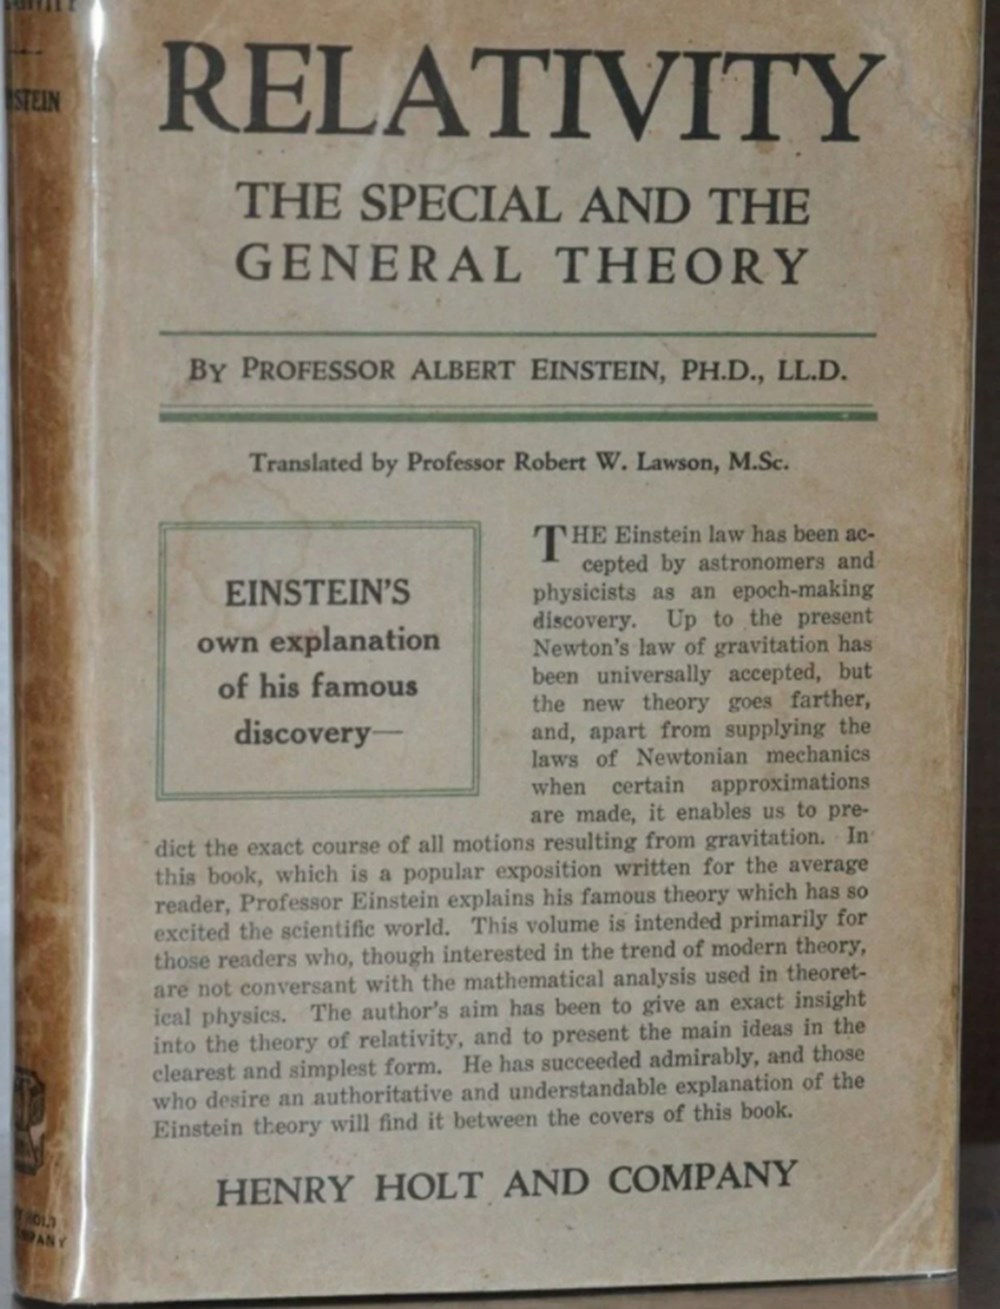 RELATIVITY
THE SPECIAL AND THE
GENERAL THEORY
BY PROFESSOR ALBERT EINSTEIN, PH.D., LL.D.
Translated by Professor Robert W. Lawson, M.Sc.
EINSTEIN'S
own explanation
of his famous
discovery—
THE Einstein law has been ac-
cepted by astronomers and
physicists as an epoch-making
discovery. Up to the present
Newton's law of gravitation has
been universally accepted, but
the new theory goes farther,
and, apart from supplying the
laws of Newtonian mechanics
when certain approximations
are made, it enables us to pre-
dict the exact course of all motions resulting from gravitation. In
this book, which is a popular exposition written for the average
reader, Professor Einstein explains his famous theory which has so
excited the scientific world. This volume is intended primarily for
those readers who, though interested in the trend of modern theory,
are not conversant with the mathematical analysis used in theoret-
ical physics. The author's aim has been to give an exact insight
into the theory of relativity, and to present the main ideas in the
clearest and simplest form. He has succeeded admirably, and those
who desire an authoritative and understandable explanation of the
Einstein theory will find it between the covers of this book.
HENRY HOLT AND COMPANY